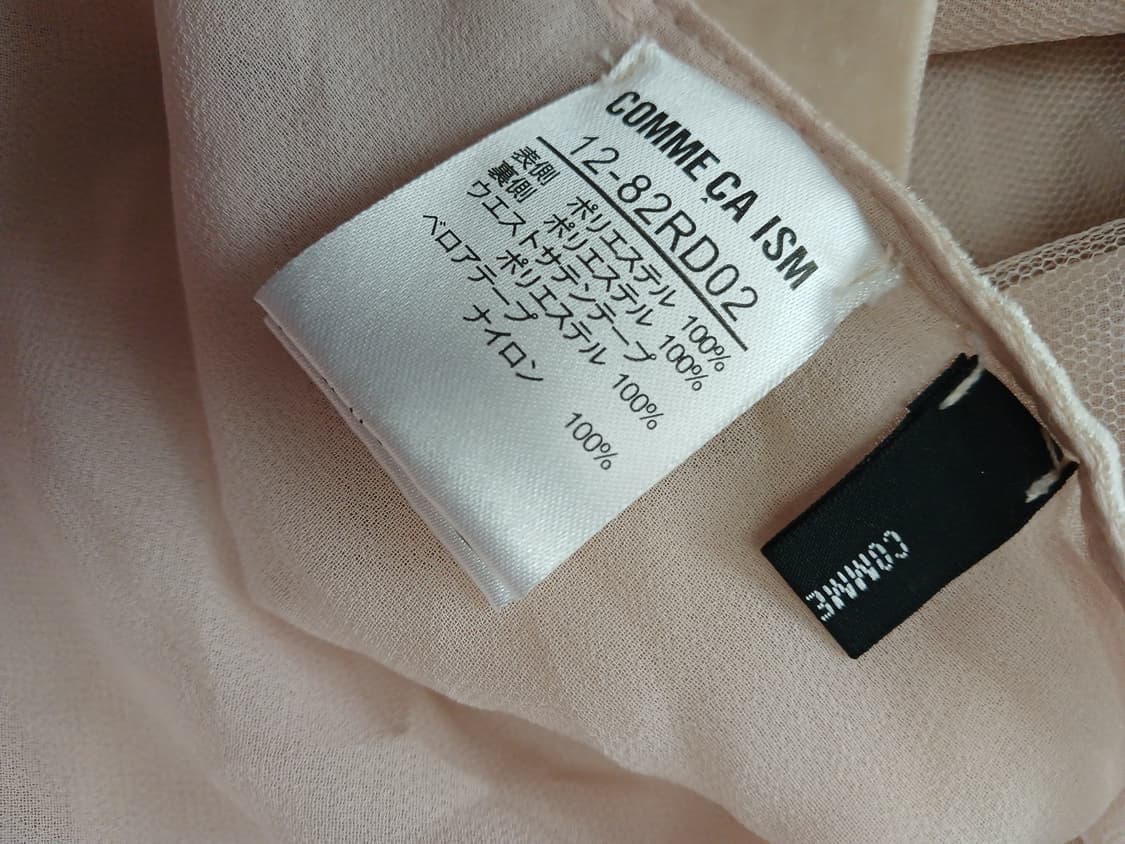 COMME ÇA ISM
12-82RD02
表側 ポリエステル 100%
裏側 ポリエステル 100%
ウエストサテンテープ
ポリエステル 100%
ベロアテープ
ナイロン 100%
COMME